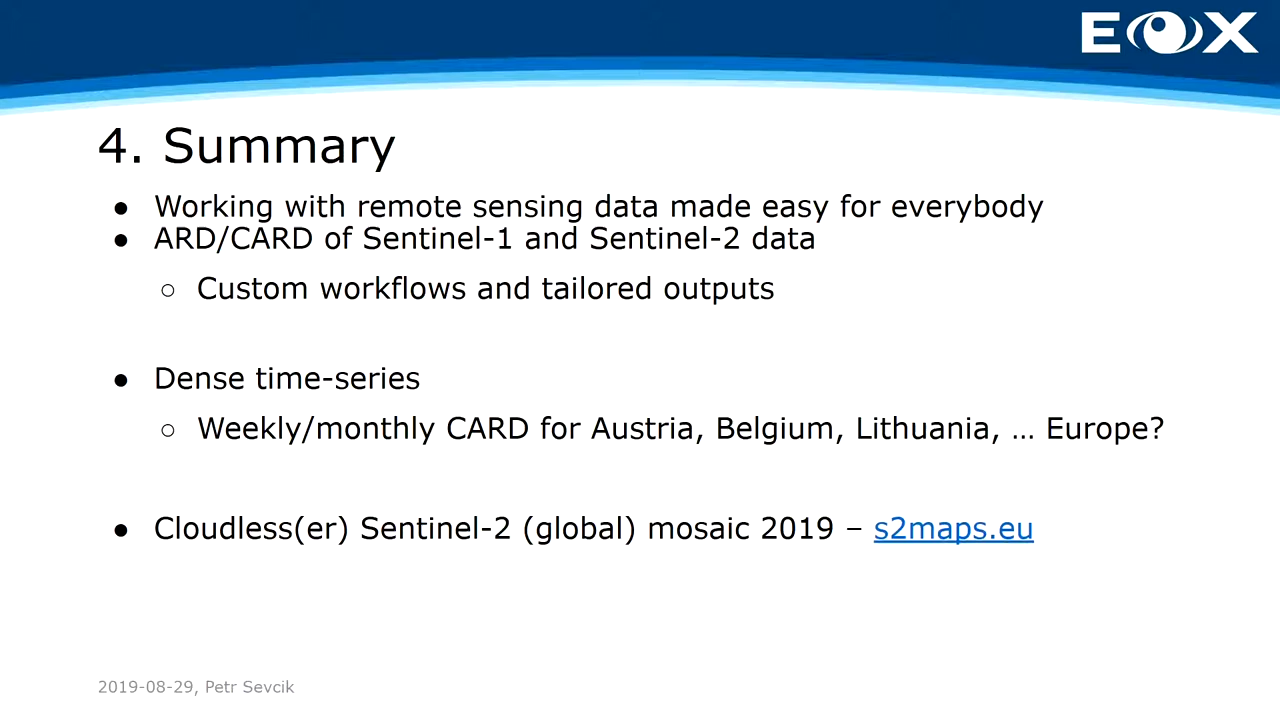 EOX
4. Summary
● Working with remote sensing data made easy for everybody
● ARD/CARD of Sentinel-1 and Sentinel-2 data
○ Custom workflows and tailored outputs
● Dense time-series
○ Weekly/monthly CARD for Austria, Belgium, Lithuania, … Europe?
● Cloudless(er) Sentinel-2 (global) mosaic 2019 – s2maps.eu
2019-08-29, Petr Sevcik